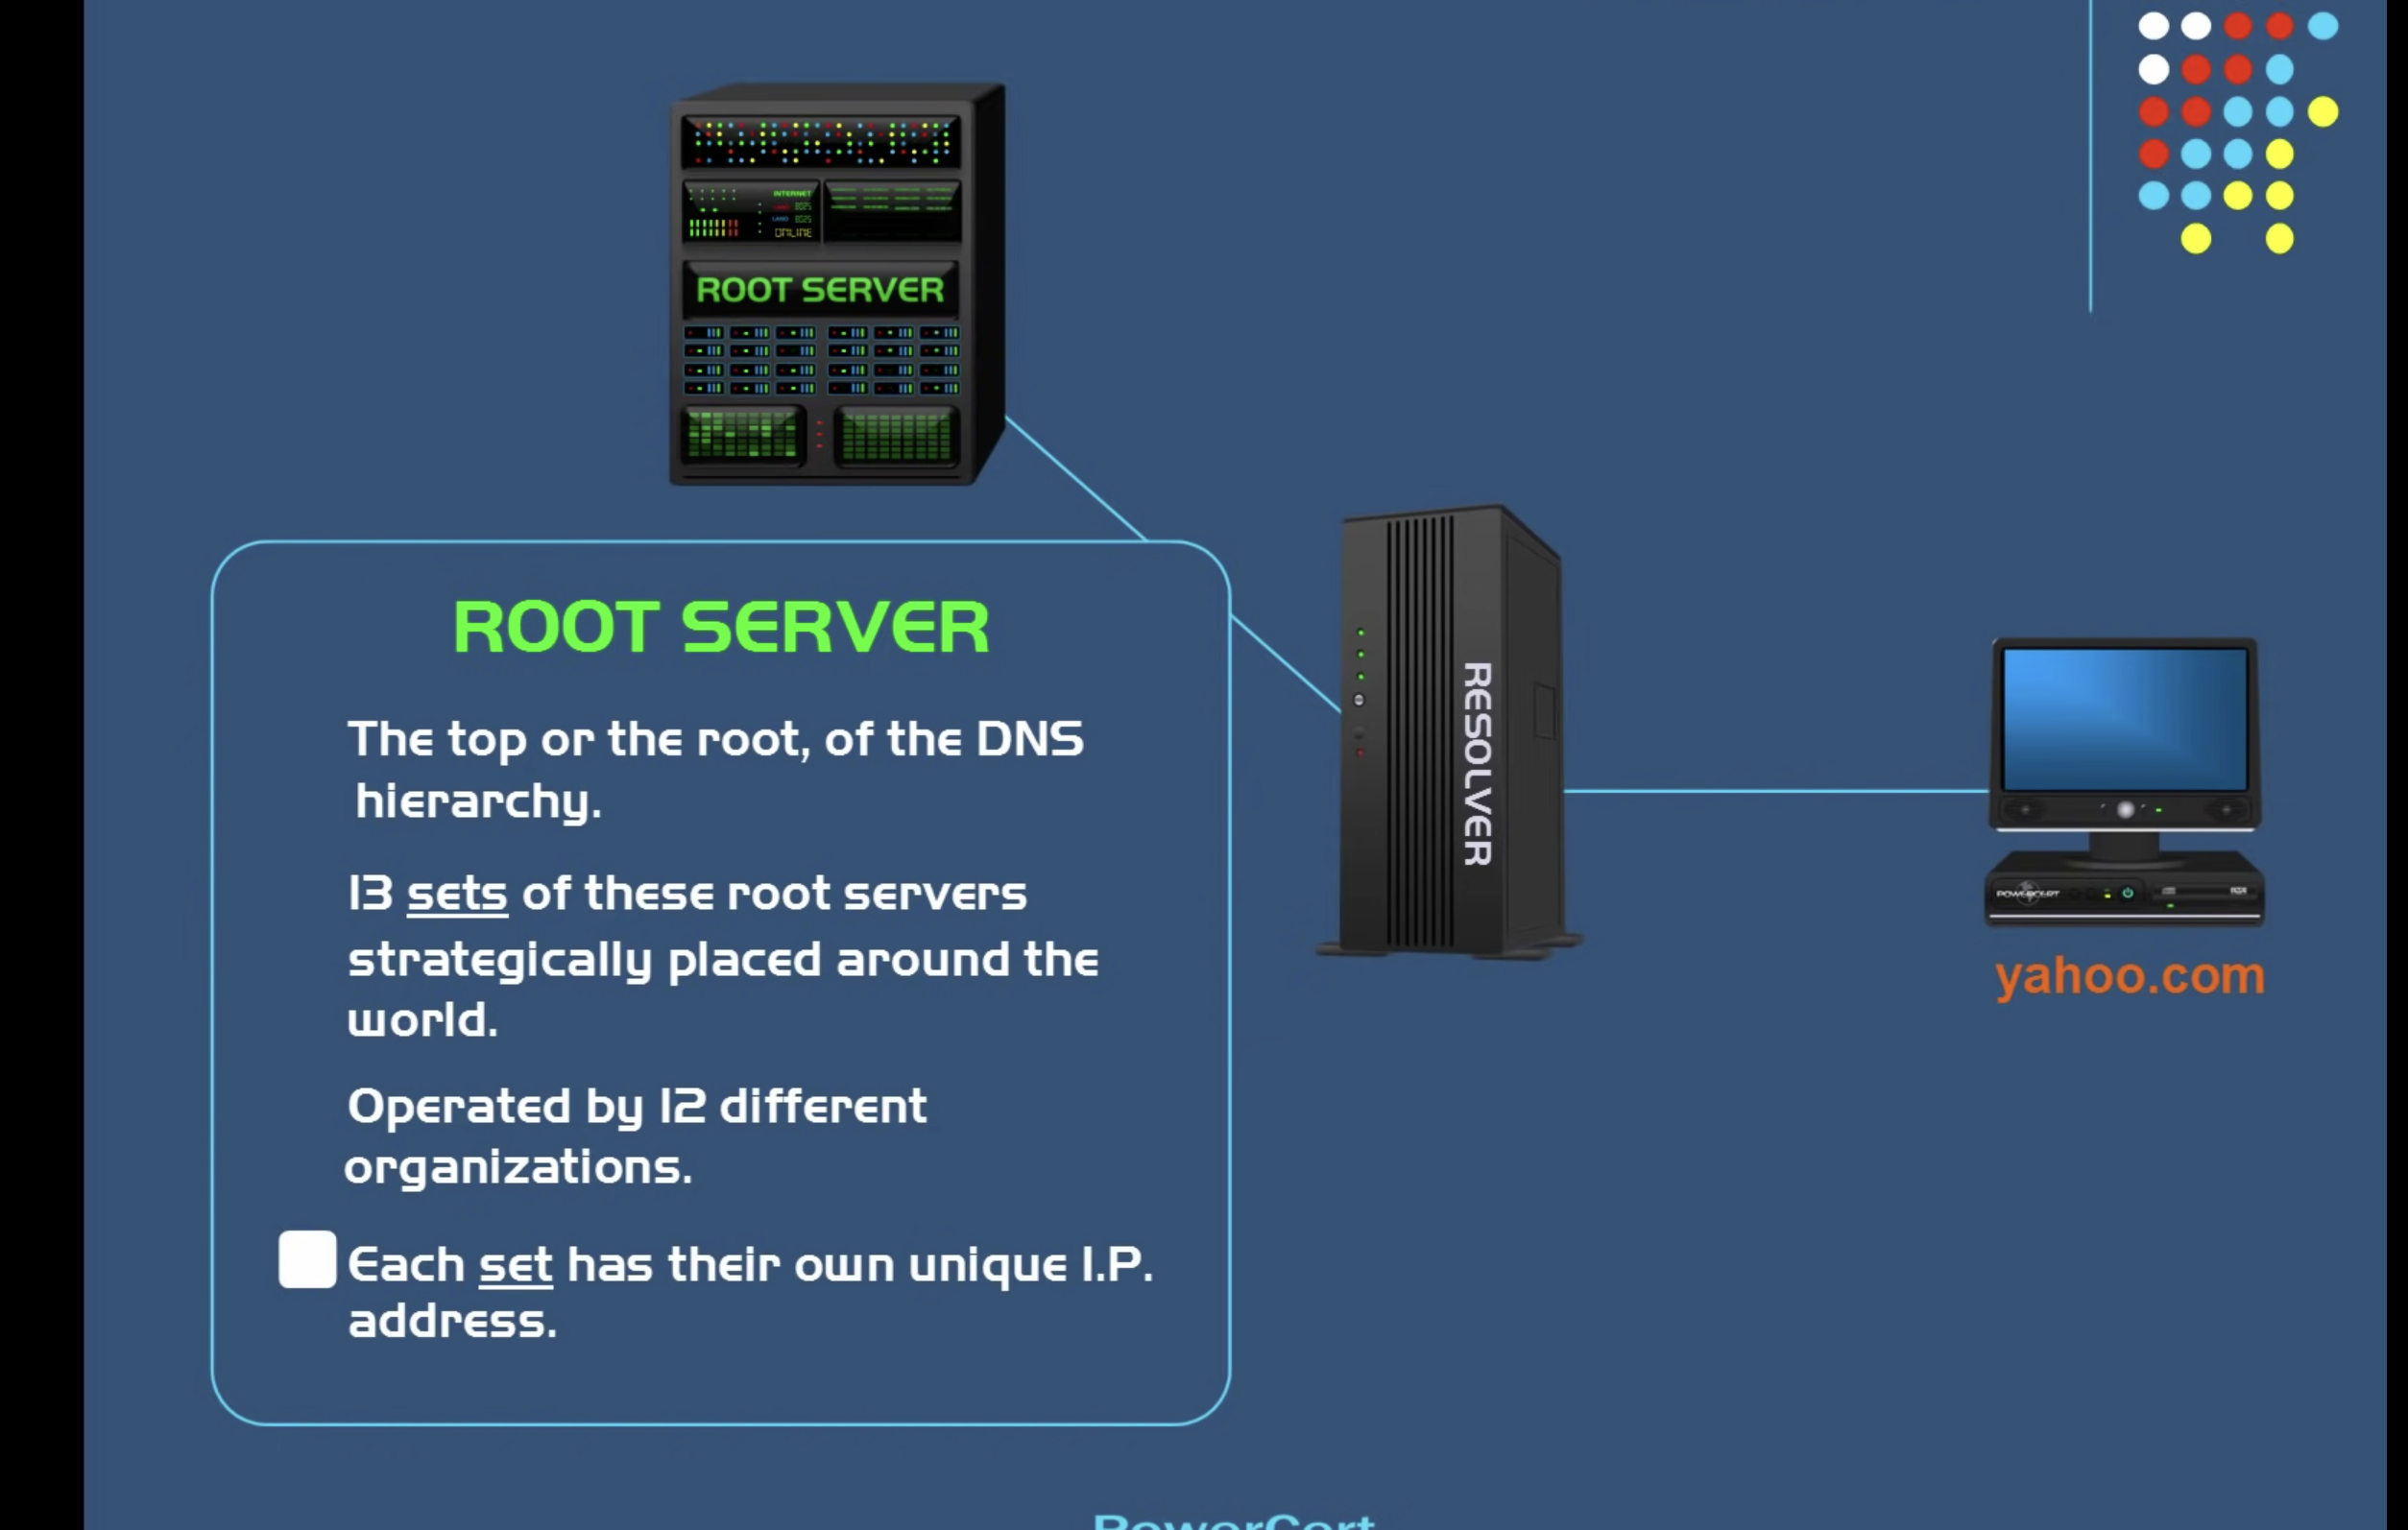 INTERNET
ONLINE
ROOT SERVER
ROOT SERVER
The top or the root, of the DNS
hierarchy.
13 sets of these root servers
strategically placed around the
world.
Operated by 12 different
organizations.
Each set has their own unique I.P.
address.
RESOLVER
POWERCERT
yahoo.com
PowerCert